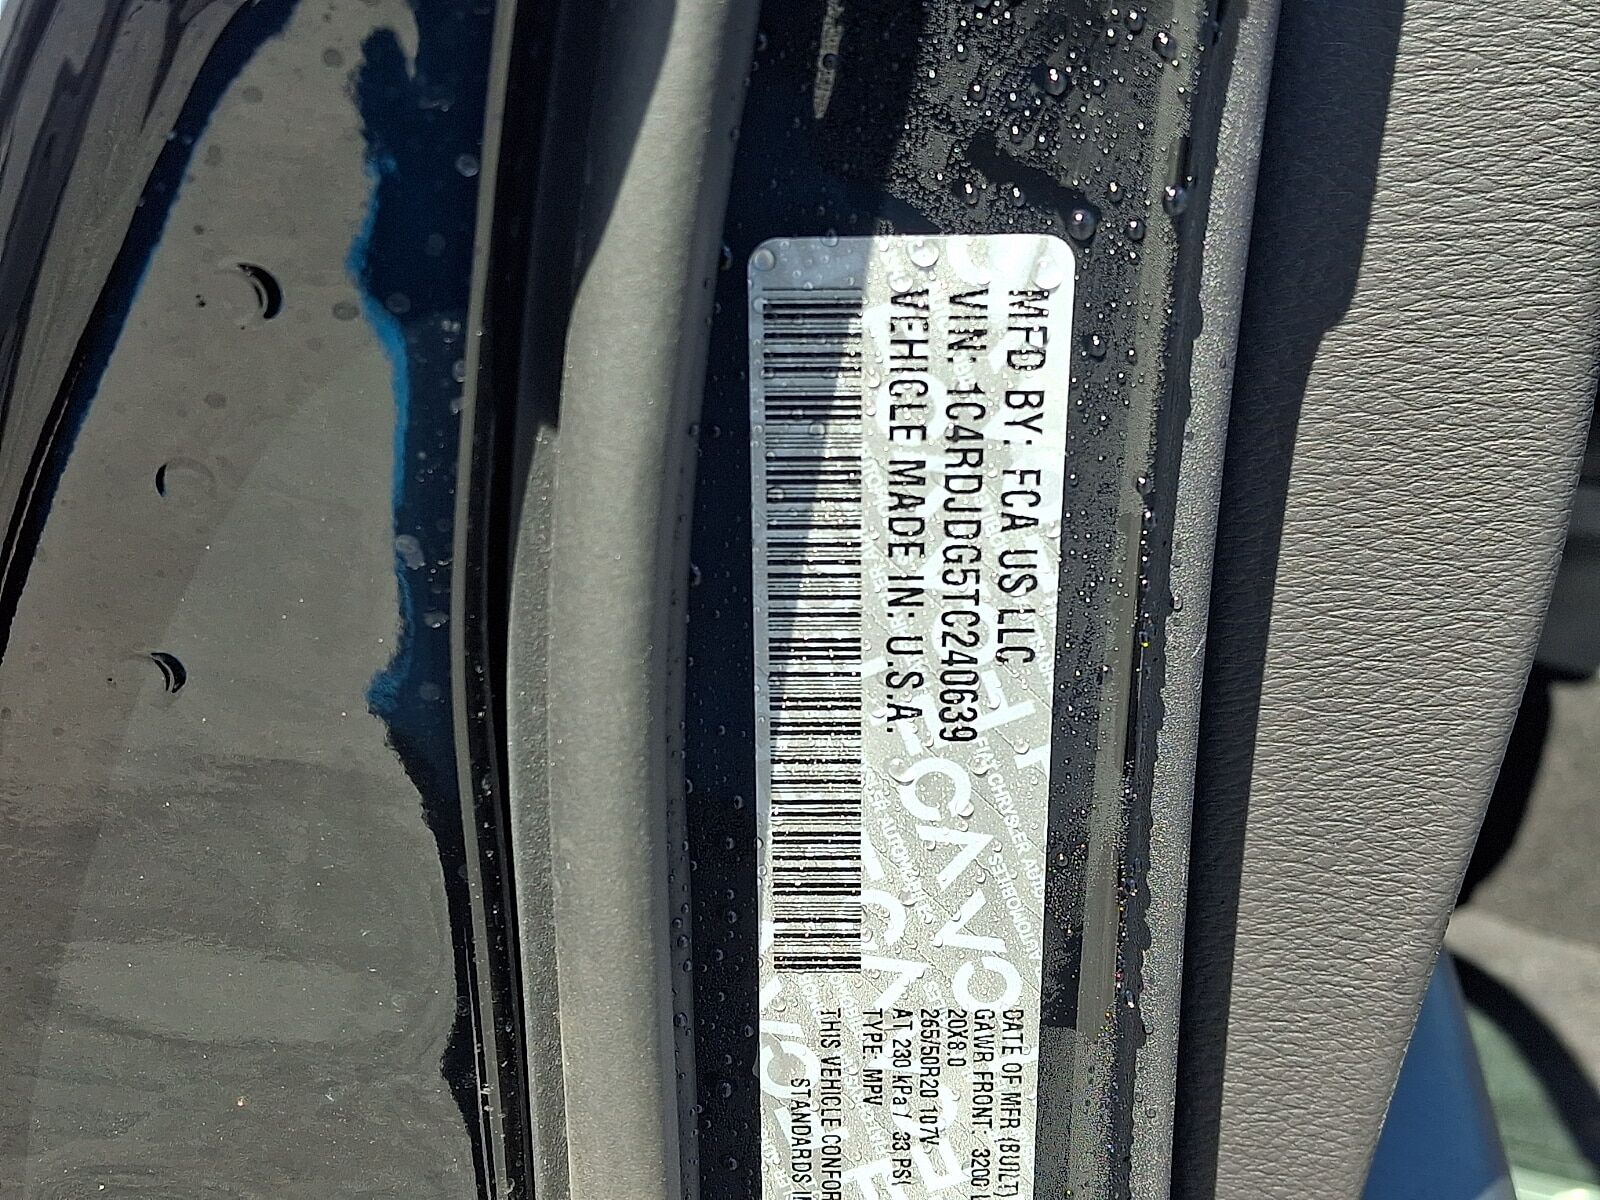 MFD BY: FCA US LLC
VIN: 1C4RDJDG5TC240639
VEHICLE MADE IN: U.S.A.
DATE OF MFR (BUILT)
GAWR FRONT: 3200
20X8.0
265/50R20 107V
AT 230 kPa / 33 PSI
TYPE: MPV
THIS VEHICLE CONFOR
STANDARDS